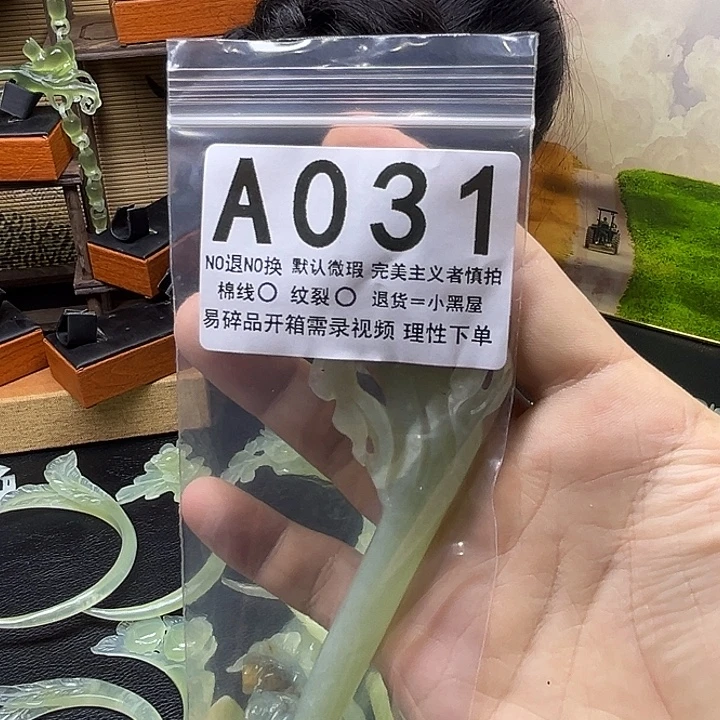 A031
NO退NO换 默认微瑕 完美主义者慎拍
棉线〇 纹裂〇 退货＝小黑屋
易碎品开箱需录视频 理性下单